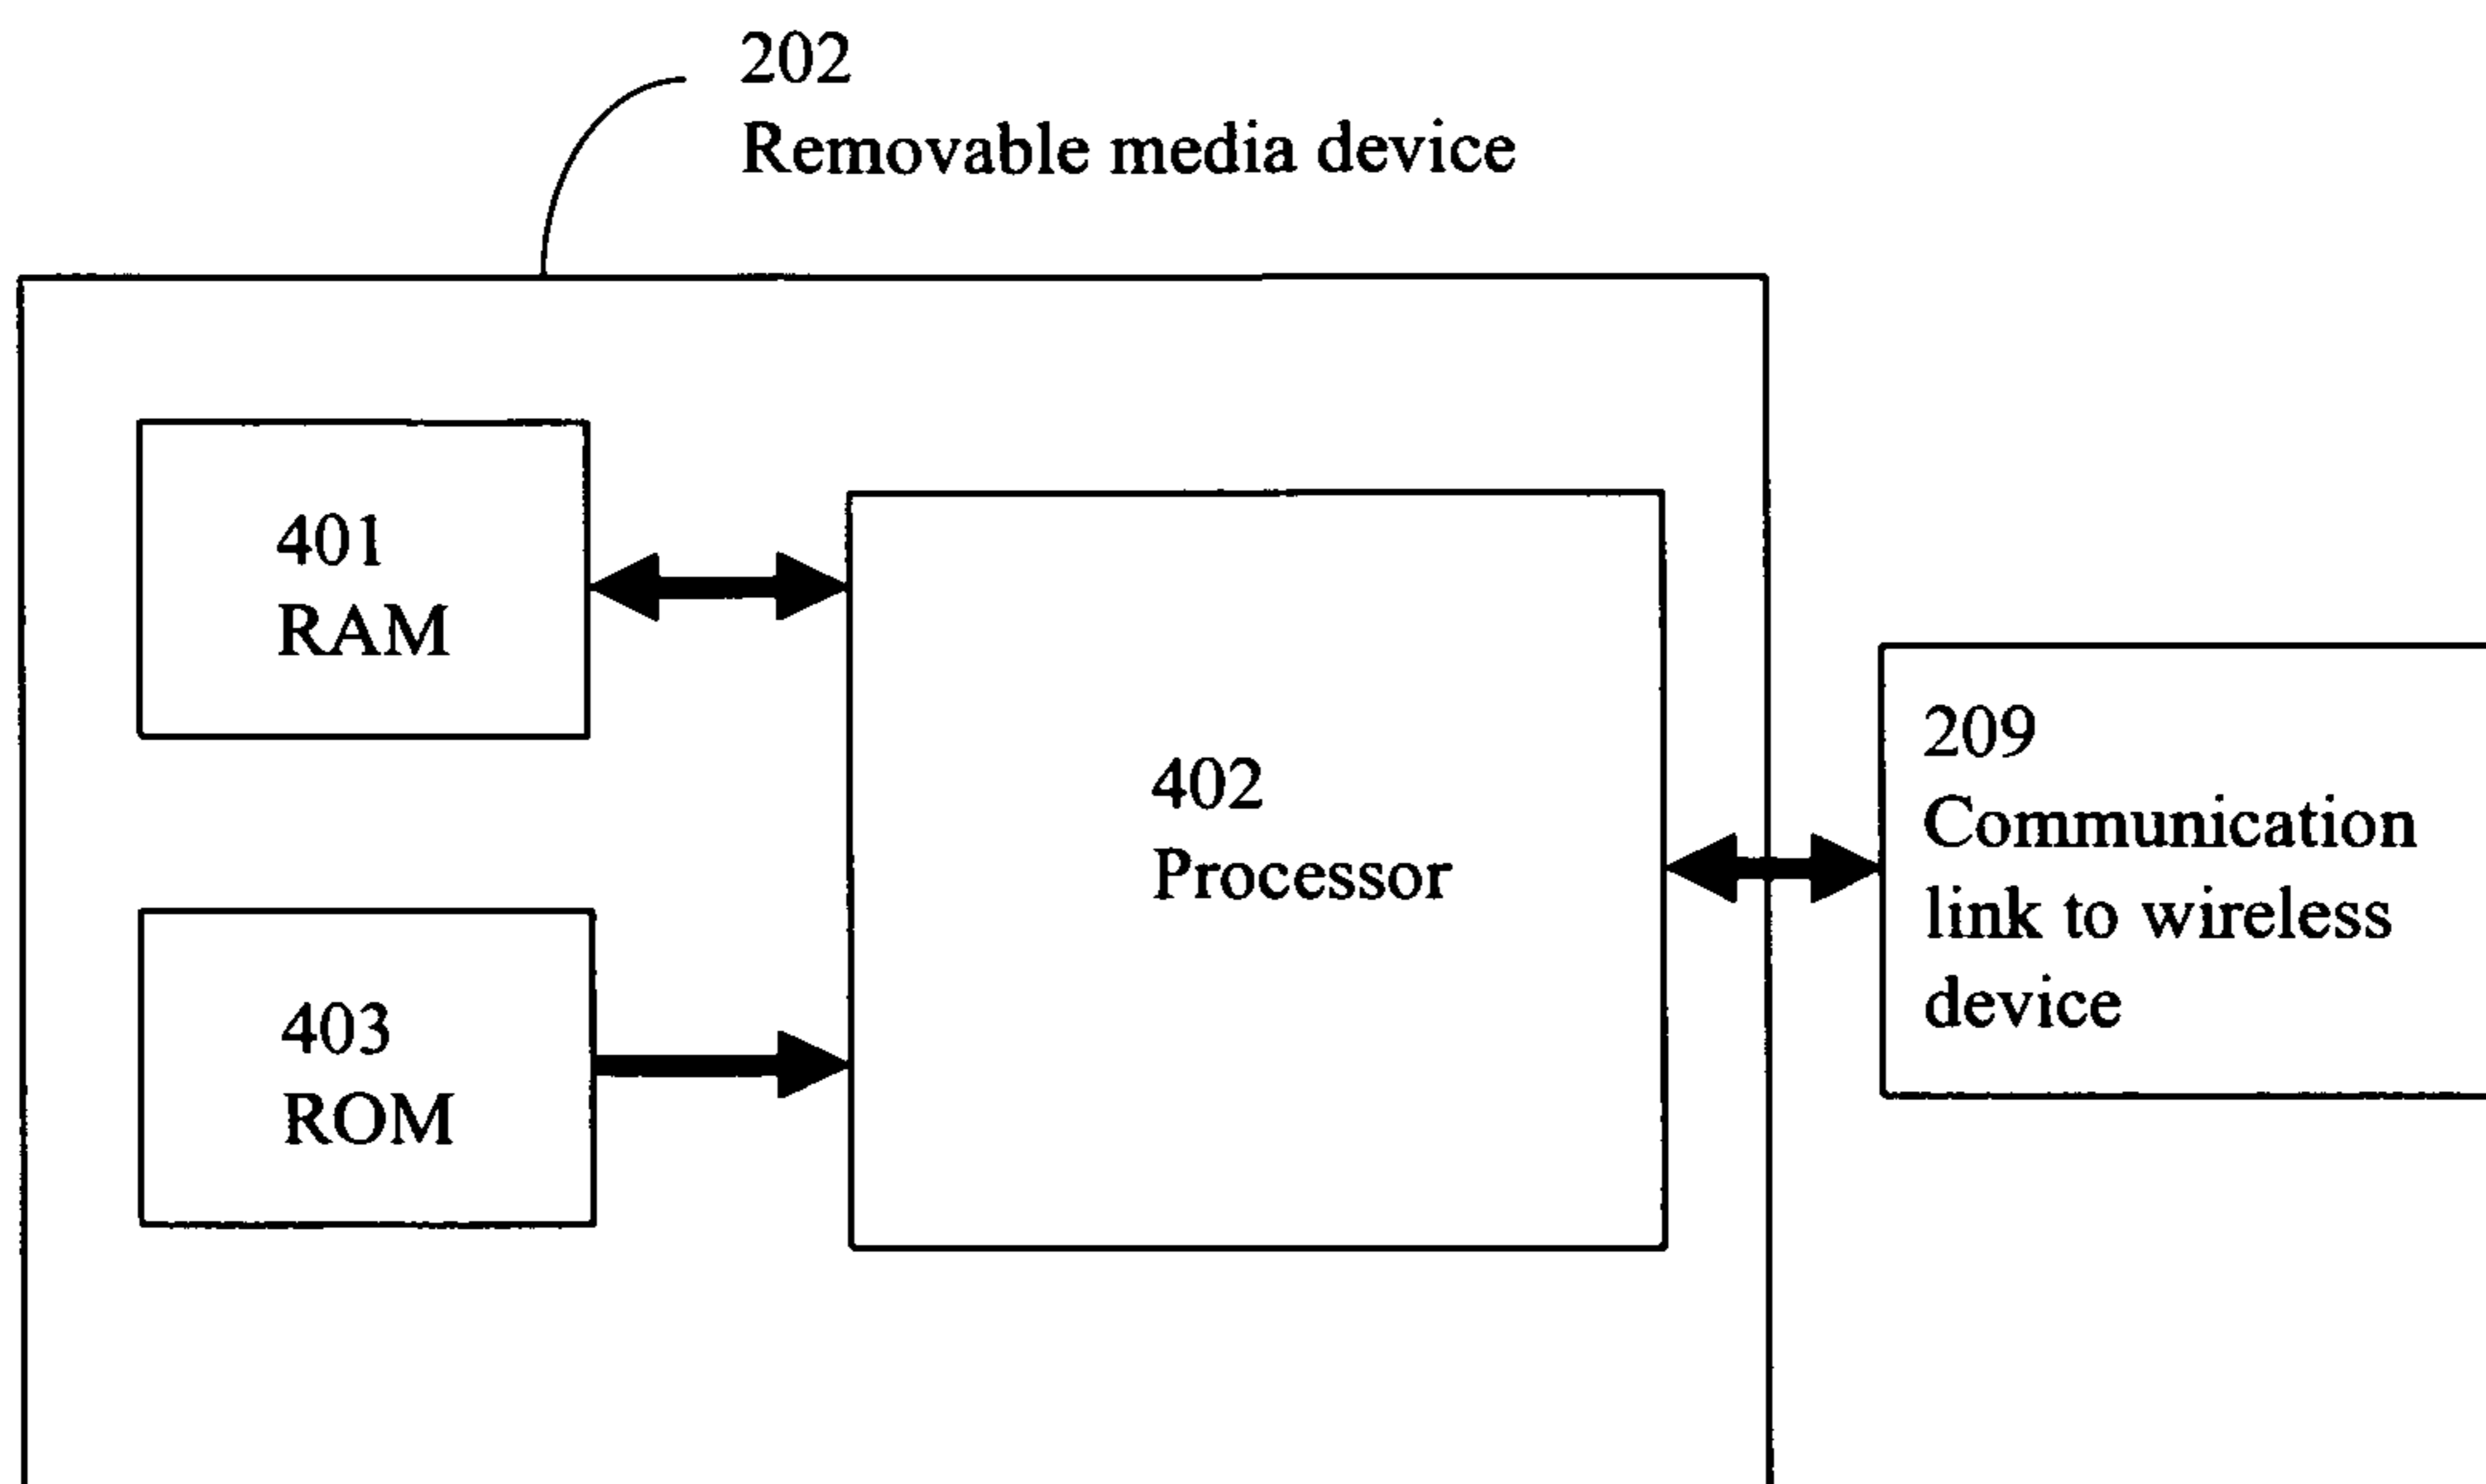 202
Removable media device
401
RAM
402
Processor
403
ROM
209
Communication
link to wireless
device